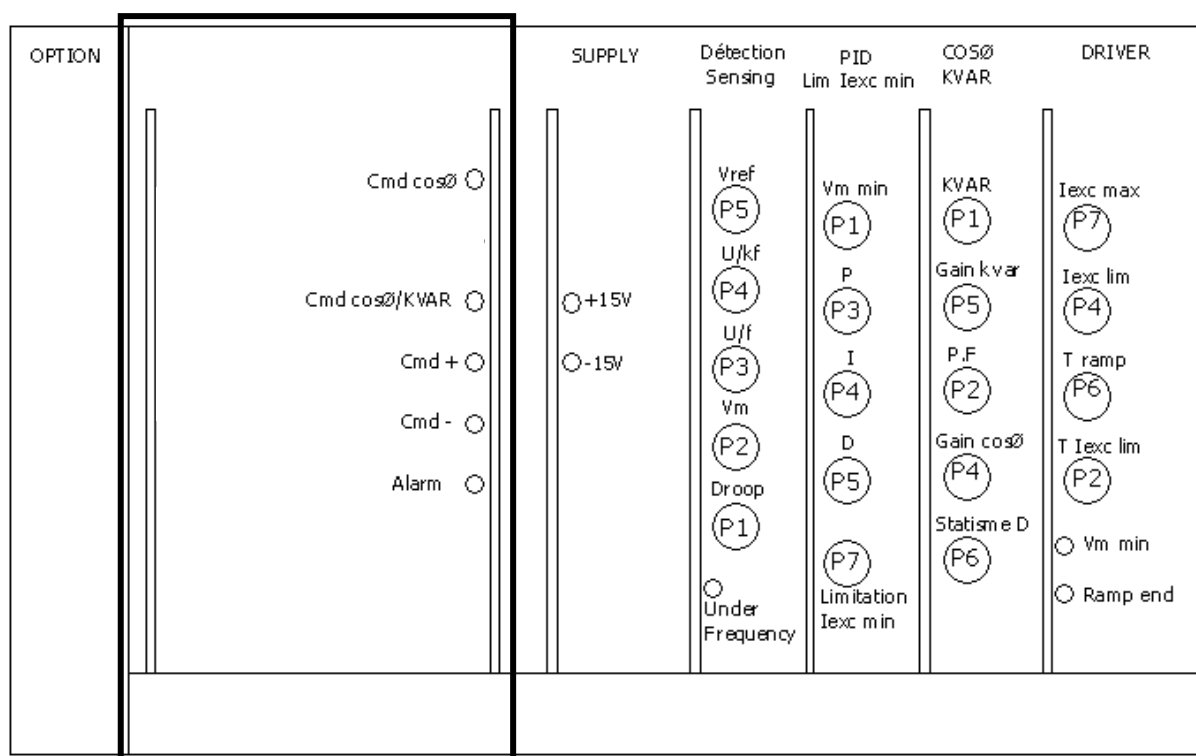 OPTION
Cmd cosØ
Cmd cosØ/KVAR
Cmd +
Cmd -
Alarm
SUPPLY
+15V
-15V
Détection
Sensing
Vref
P5
U/kf
P4
U/f
P3
Vm
P2
Droop
P1
Under
Frequency
PID
Lim Iexc min
Vm min
P1
P
P3
I
P4
D
P5
P7
Limitation
Iexc min
COSØ
KVAR
KVAR
P1
Gain kvar
P5
P.F
P2
Gain cosØ
P4
Statisme D
P6
DRIVER
Iexc max
P7
Iexc lim
P4
T ramp
P6
T Iexc lim
P2
Vm min
Ramp end